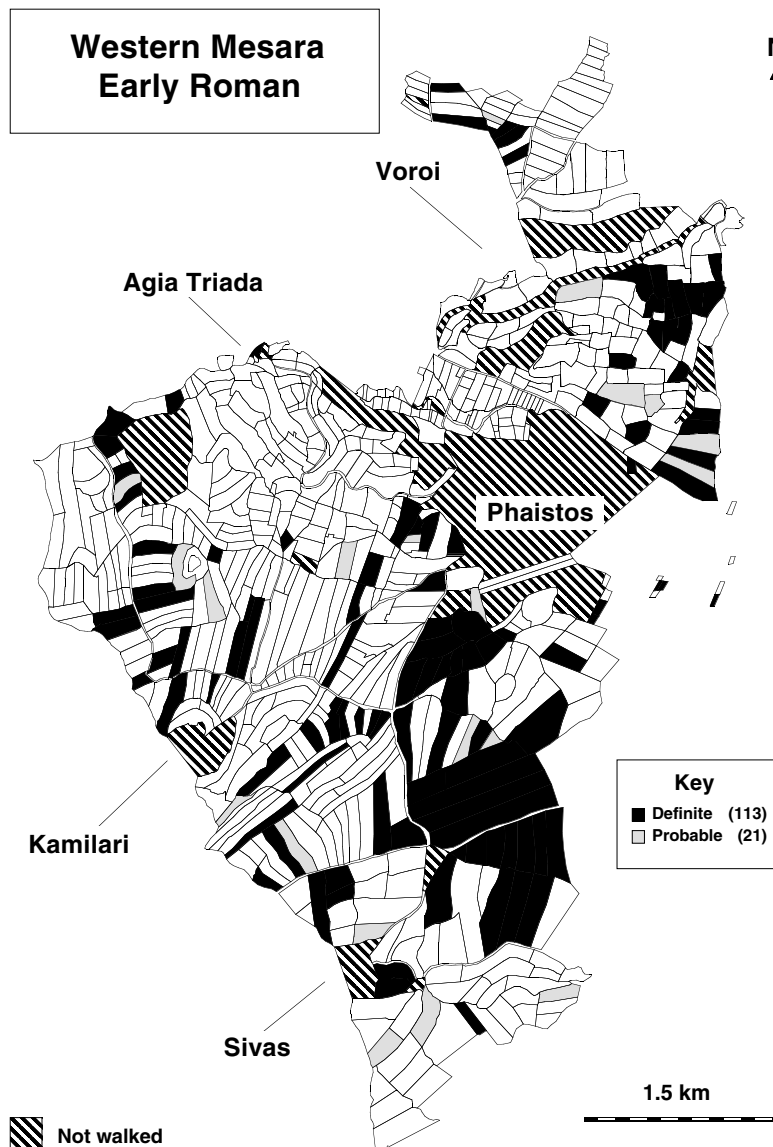 Western Mesara
Early Roman
N
Voroi
Agia Triada
Phaistos
Key
Definite (113)
Probable (21)
Kamilari
Sivas
1.5 km
Not walked